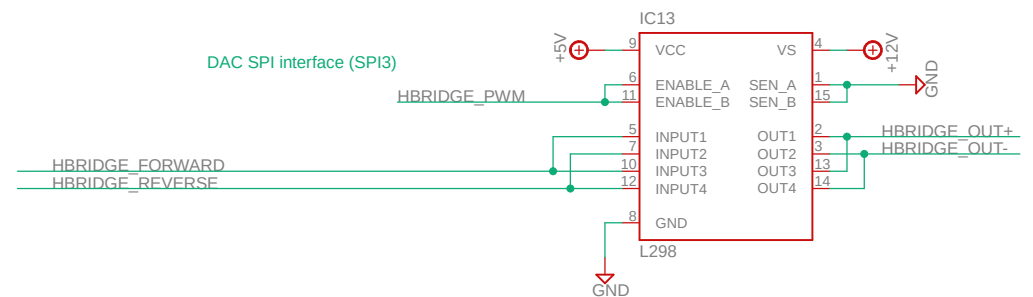 IC13
+5V
9
VCC
VS
4
+12V
DAC SPI interface (SPI3)
6
ENABLE_A
SEN_A
1
GND
HBRIDGE_PWM
11
ENABLE_B
SEN_B
15
5
INPUT1
OUT1
2
HBRIDGE_OUT+
7
INPUT2
OUT2
3
HBRIDGE_OUT-
HBRIDGE_FORWARD
10
INPUT3
OUT3
13
HBRIDGE_REVERSE
12
INPUT4
OUT4
14
8
GND
L298
GND